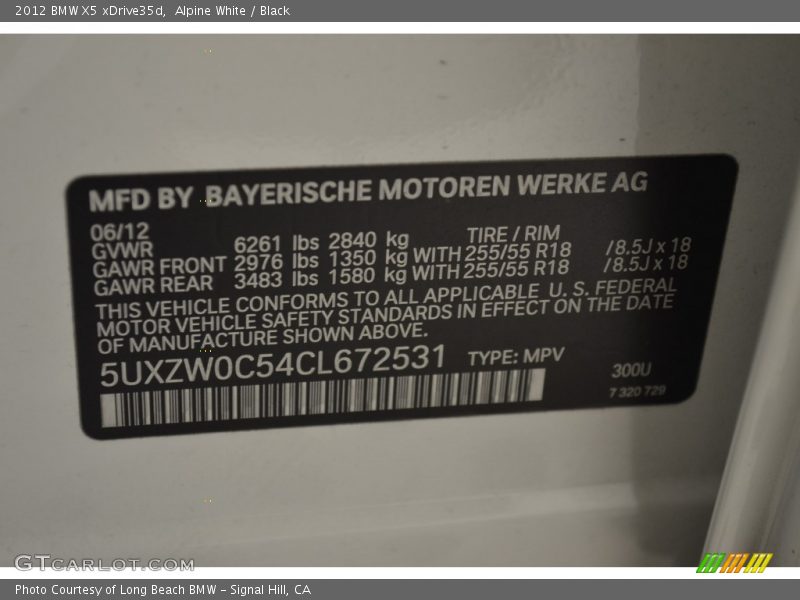 2012 BMW X5 xDrive35d,  Alpine White / Black
MFD BY BAYERISCHE MOTOREN WERKE AG
06/12 TIRE / RIM
GVWR 6261 lbs 2840 kg
GAWR FRONT 2976 lbs 1350 kg WITH 255/55 R18 /8.5J x 18
GAWR REAR 3483 lbs 1580 kg WITH 255/55 R18 /8.5J x 18
THIS VEHICLE CONFORMS TO ALL APPLICABLE U. S. FEDERAL
MOTOR VEHICLE SAFETY STANDARDS IN EFFECT ON THE DATE
OF MANUFACTURE SHOWN ABOVE.
5UXZW0C54CL672531 TYPE: MPV
300U
7 320 729
GTCARLOT.COM
Photo Courtesy of Long Beach BMW - Signal Hill, CA